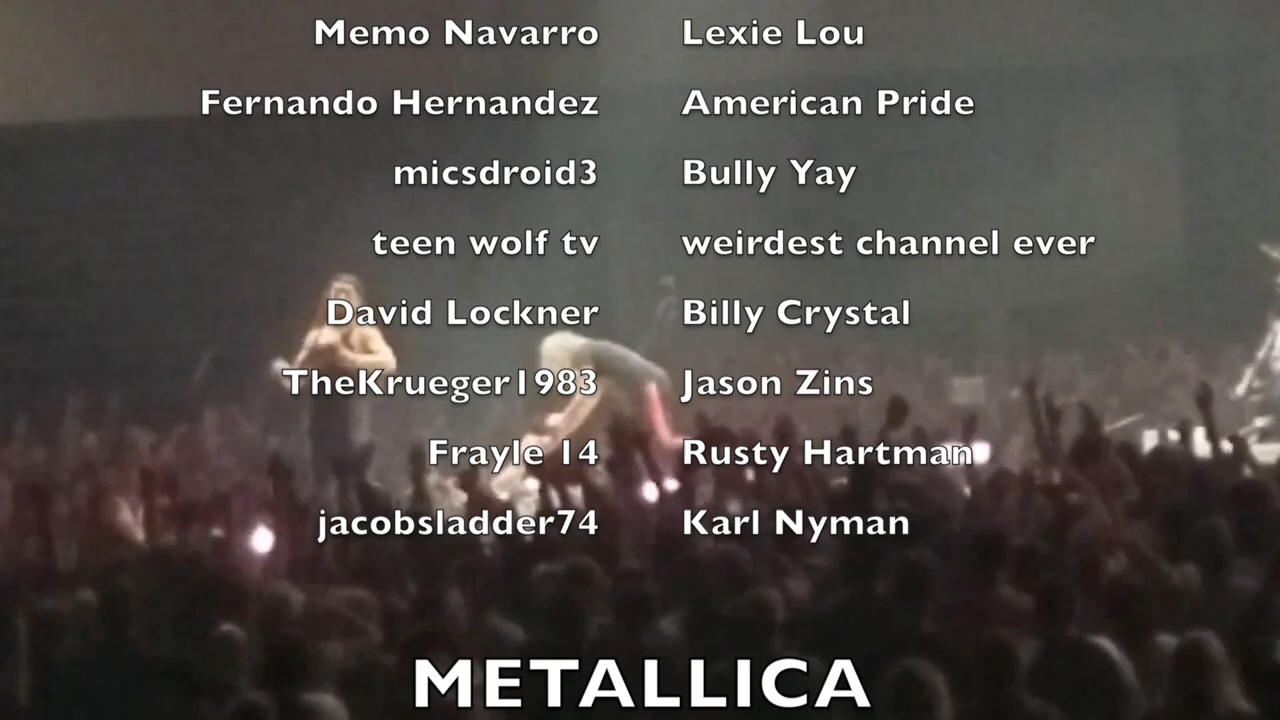 Memo Navarro Lexie Lou
Fernando Hernandez American Pride
micsdroid3 Bully Yay
teen wolf tv weirdest channel ever
David Lockner Billy Crystal
TheKrueger1983 Jason Zins
Frayle 14 Rusty Hartman
jacobsladder74 Karl Nyman
METALLICA